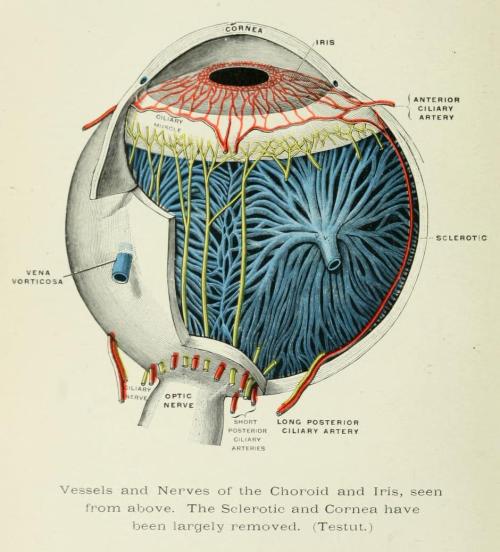 CORNEA
IRIS
ANTERIOR
CILIARY
ARTERY
CILIARY
MUSCLE
SCLEROTIC
VENA
VORTICOSA
CILIARY
NERVE
OPTIC
NERVE
SHORT
POSTERIOR
CILIARY
ARTERIES
LONG POSTERIOR
CILIARY ARTERY
Vessels and Nerves of the Choroid and Iris, seen
from above. The Sclerotic and Cornea have
been largely removed. (Testut.)